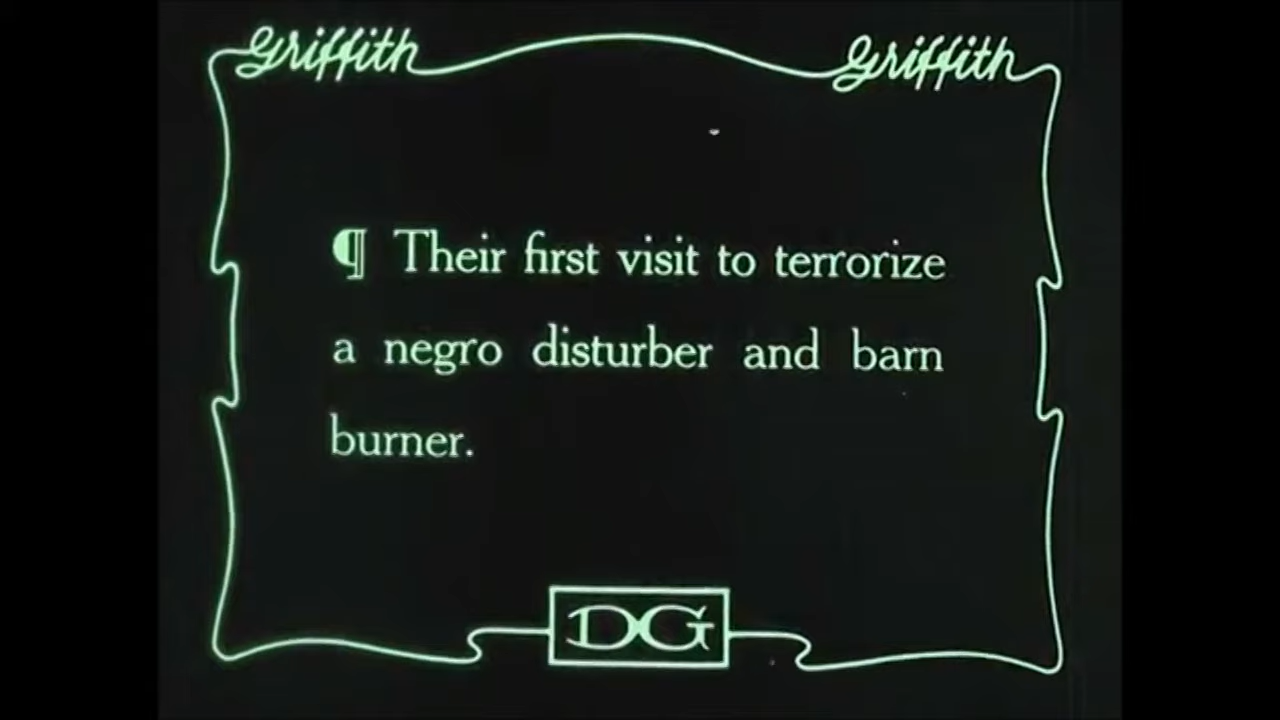 Griffith Griffith
¶ Their first visit to terrorize
a negro disturber and barn
burner.
DG